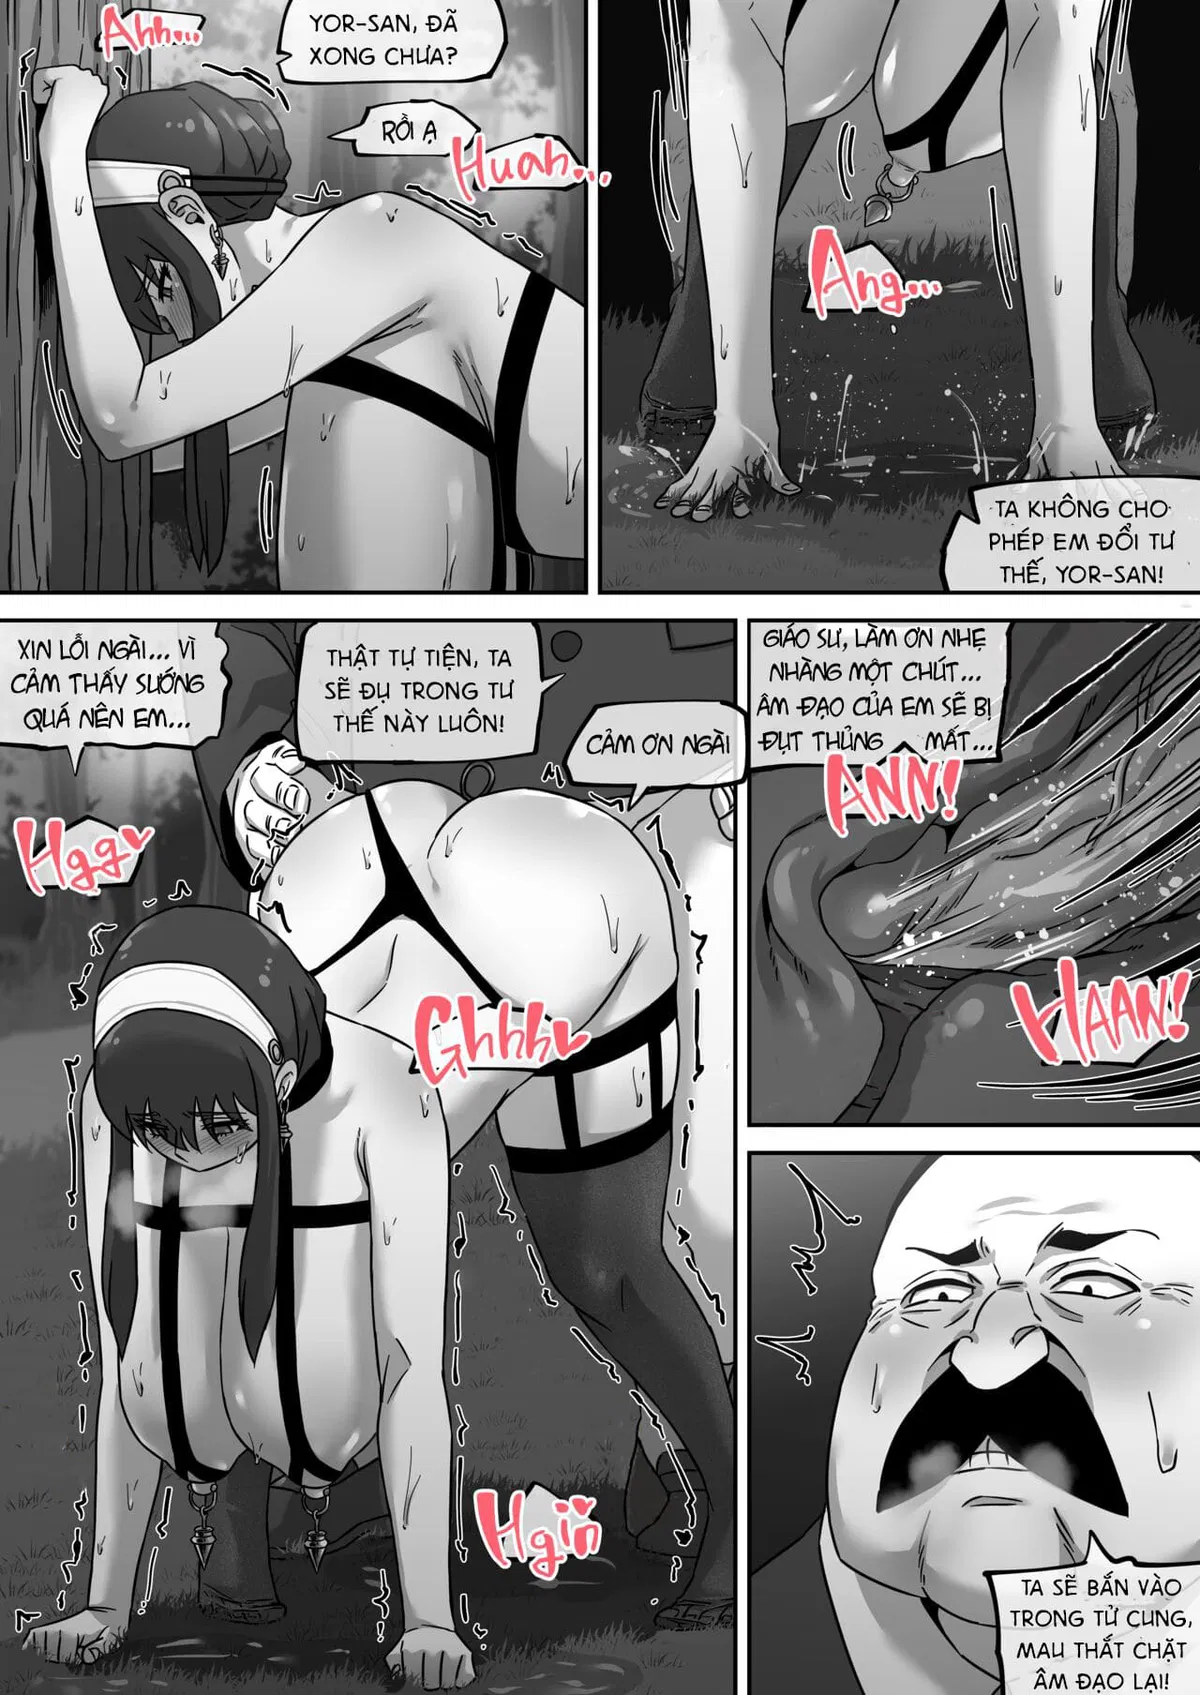 Ahh...
YOR-SAN, ĐÃ
XONG CHƯA?
RỒI Ạ
Huah...
Ang...
TA KHÔNG CHO
PHÉP EM ĐỔI TƯ
THẾ, YOR-SAN!
XIN LỖI NGÀI... VÌ
CẢM THẤY SƯỚNG
QUÁ NÊN EM...
THẬT TỰ TIỆN, TA
SẼ ĐỤ TRONG TƯ
THẾ NÀY LUÔN!
CẢM ƠN NGÀI
Hgg♥
Ghhh♥
Hgin
GIÁO SƯ, LÀM ƠN NHẸ
NHÀNG MỘT CHÚT...
ÂM ĐẠO CỦA EM SẼ BỊ
ĐỤT THỦNG MẤT...
ANN!
HAAN!
TA SẼ BẮN VÀO
TRONG TỬ CUNG,
MAU THẮT CHẶT
ÂM ĐẠO LẠI!